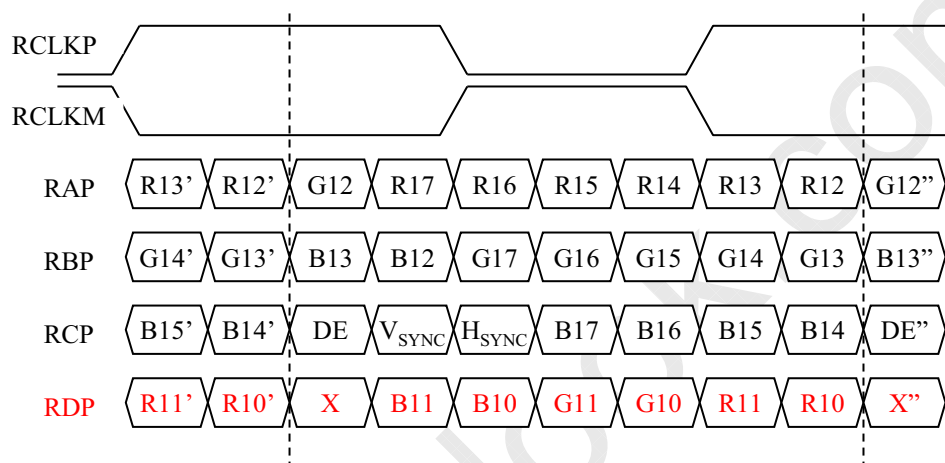 RCLKP
RCLKM
RAP R13’ R12’ G12 R17 R16 R15 R14 R13 R12 G12”
RBP G14’ G13’ B13 B12 G17 G16 G15 G14 G13 B13”
RCP B15’ B14’ DE VSYNC HSYNC B17 B16 B15 B14 DE”
RDP R11’ R10’ X B11 B10 G11 G10 R11 R10 X”